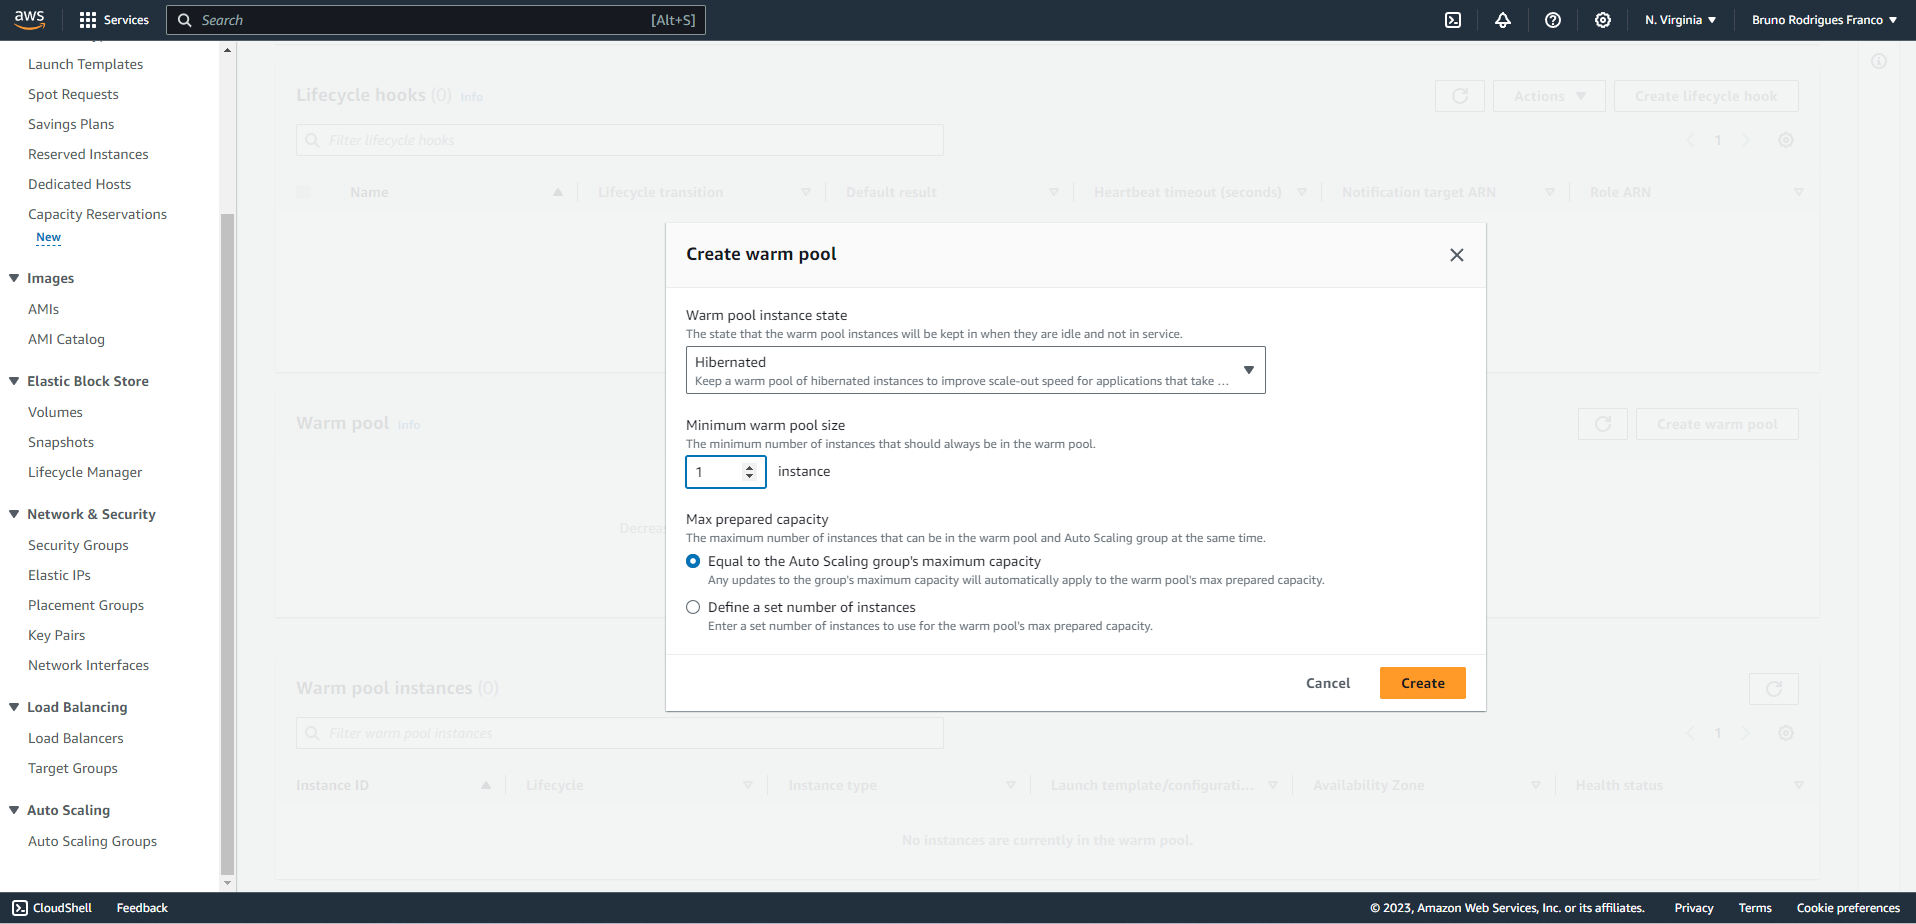 aws
Services
Search
[Alt+S]
N. Virginia
Bruno Rodrigues Franco
Launch Templates
Spot Requests
Savings Plans
Reserved Instances
Dedicated Hosts
Capacity Reservations
New
Images
AMIs
AMI Catalog
Elastic Block Store
Volumes
Snapshots
Lifecycle Manager
Network & Security
Security Groups
Elastic IPs
Placement Groups
Key Pairs
Network Interfaces
Load Balancing
Load Balancers
Target Groups
Auto Scaling
Auto Scaling Groups
Lifecycle hooks (0) Info
Actions
Create lifecycle hook
Filter lifecycle hooks
1
Name Lifecycle transition Default result Heartbeat timeout (seconds) Notification target ARN Role ARN
Warm pool Info
Create warm pool
Create warm pool
Warm pool instance state
The state that the warm pool instances will be kept in when they are idle and not in service.
Hibernated
Keep a warm pool of hibernated instances to improve scale-out speed for applications that take ...
Minimum warm pool size
The minimum number of instances that should always be in the warm pool.
1 instance
Max prepared capacity
The maximum number of instances that can be in the warm pool and Auto Scaling group at the same time.
Equal to the Auto Scaling group's maximum capacity
Any updates to the group's maximum capacity will automatically apply to the warm pool's max prepared capacity.
Define a set number of instances
Enter a set number of instances to use for the warm pool's max prepared capacity.
Cancel
Create
Warm pool instances (0)
Filter warm pool instances
1
Instance ID Lifecycle Instance type Launch template/configurati... Availability Zone Health status
No instances are currently in the warm pool.
CloudShell
Feedback
© 2023, Amazon Web Services, Inc. or its affiliates.
Privacy
Terms
Cookie preferences